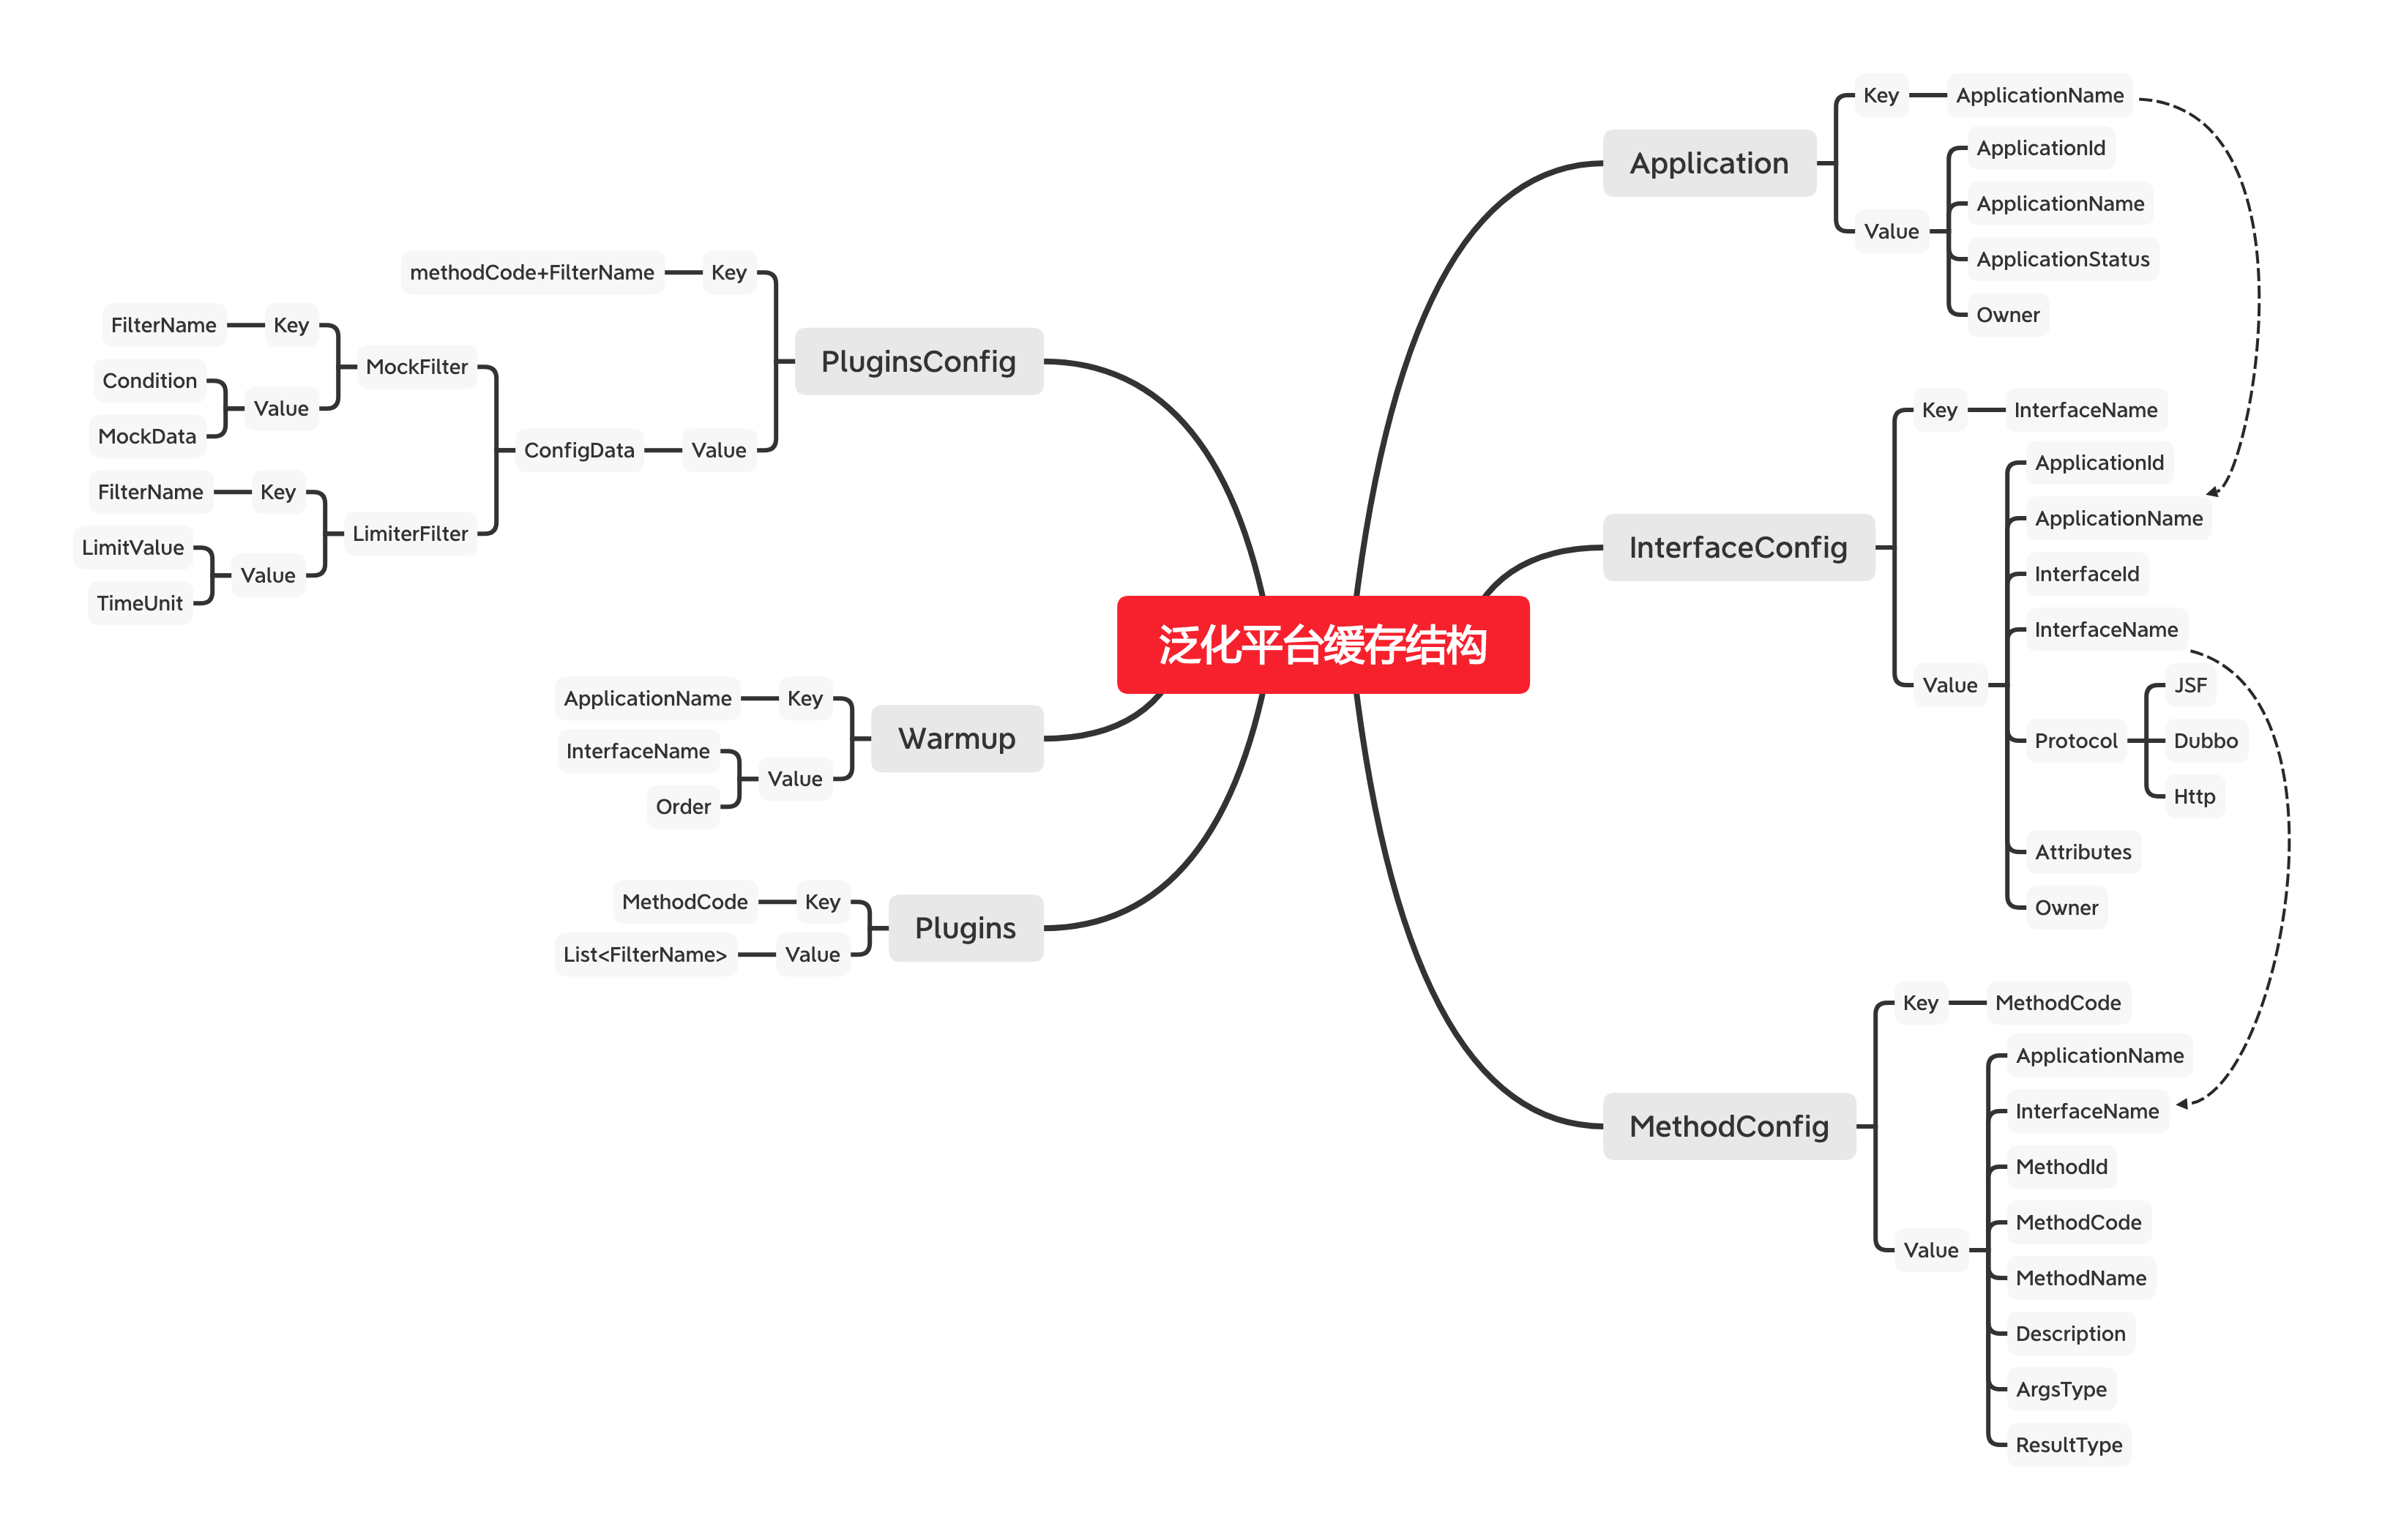 泛化平台缓存结构
Application
Key
ApplicationName
Value
ApplicationId
ApplicationName
ApplicationStatus
Owner
InterfaceConfig
Key
InterfaceName
Value
ApplicationId
ApplicationName
InterfaceId
InterfaceName
Protocol
JSF
Dubbo
Http
Attributes
Owner
MethodConfig
Key
MethodCode
Value
ApplicationName
InterfaceName
MethodId
MethodCode
MethodName
Description
ArgsType
ResultType
PluginsConfig
Key
methodCode+FilterName
Value
ConfigData
MockFilter
Key
FilterName
Value
Condition
MockData
LimiterFilter
Key
FilterName
Value
LimitValue
TimeUnit
Warmup
Key
ApplicationName
Value
InterfaceName
Order
Plugins
Key
MethodCode
Value
List<FilterName>